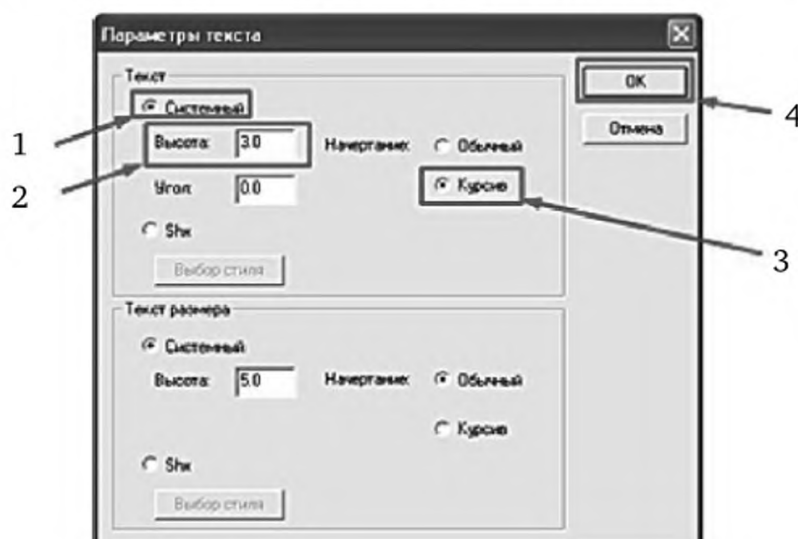 Параметры текста
Текст
Системный
Высота: 3.0 Начертание: Обычный
Угол: 0.0 Курсив
Shx
Выбор стиля
Текст размера
Системный
Высота: 5.0 Начертание: Обычный
Курсив
Shx
Выбор стиля
OK
Отмена
1
2
3
4